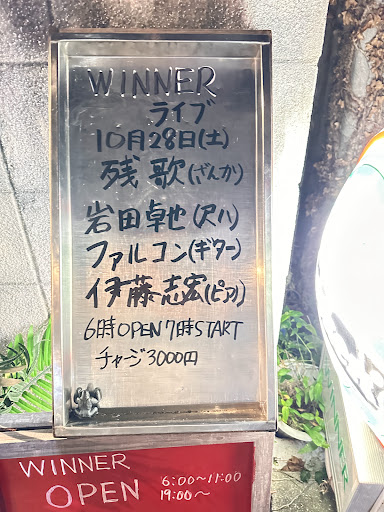 WINNER
ライブ
10月28日(土)
残歌(ざんか)
岩田卓也(尺八)
ファルコン(ギター)
伊藤志宏(ピアノ)
6時OPEN 7時START
チャージ3000円
WINNER
OPEN
6:00〜17:00
19:00〜
WINNER